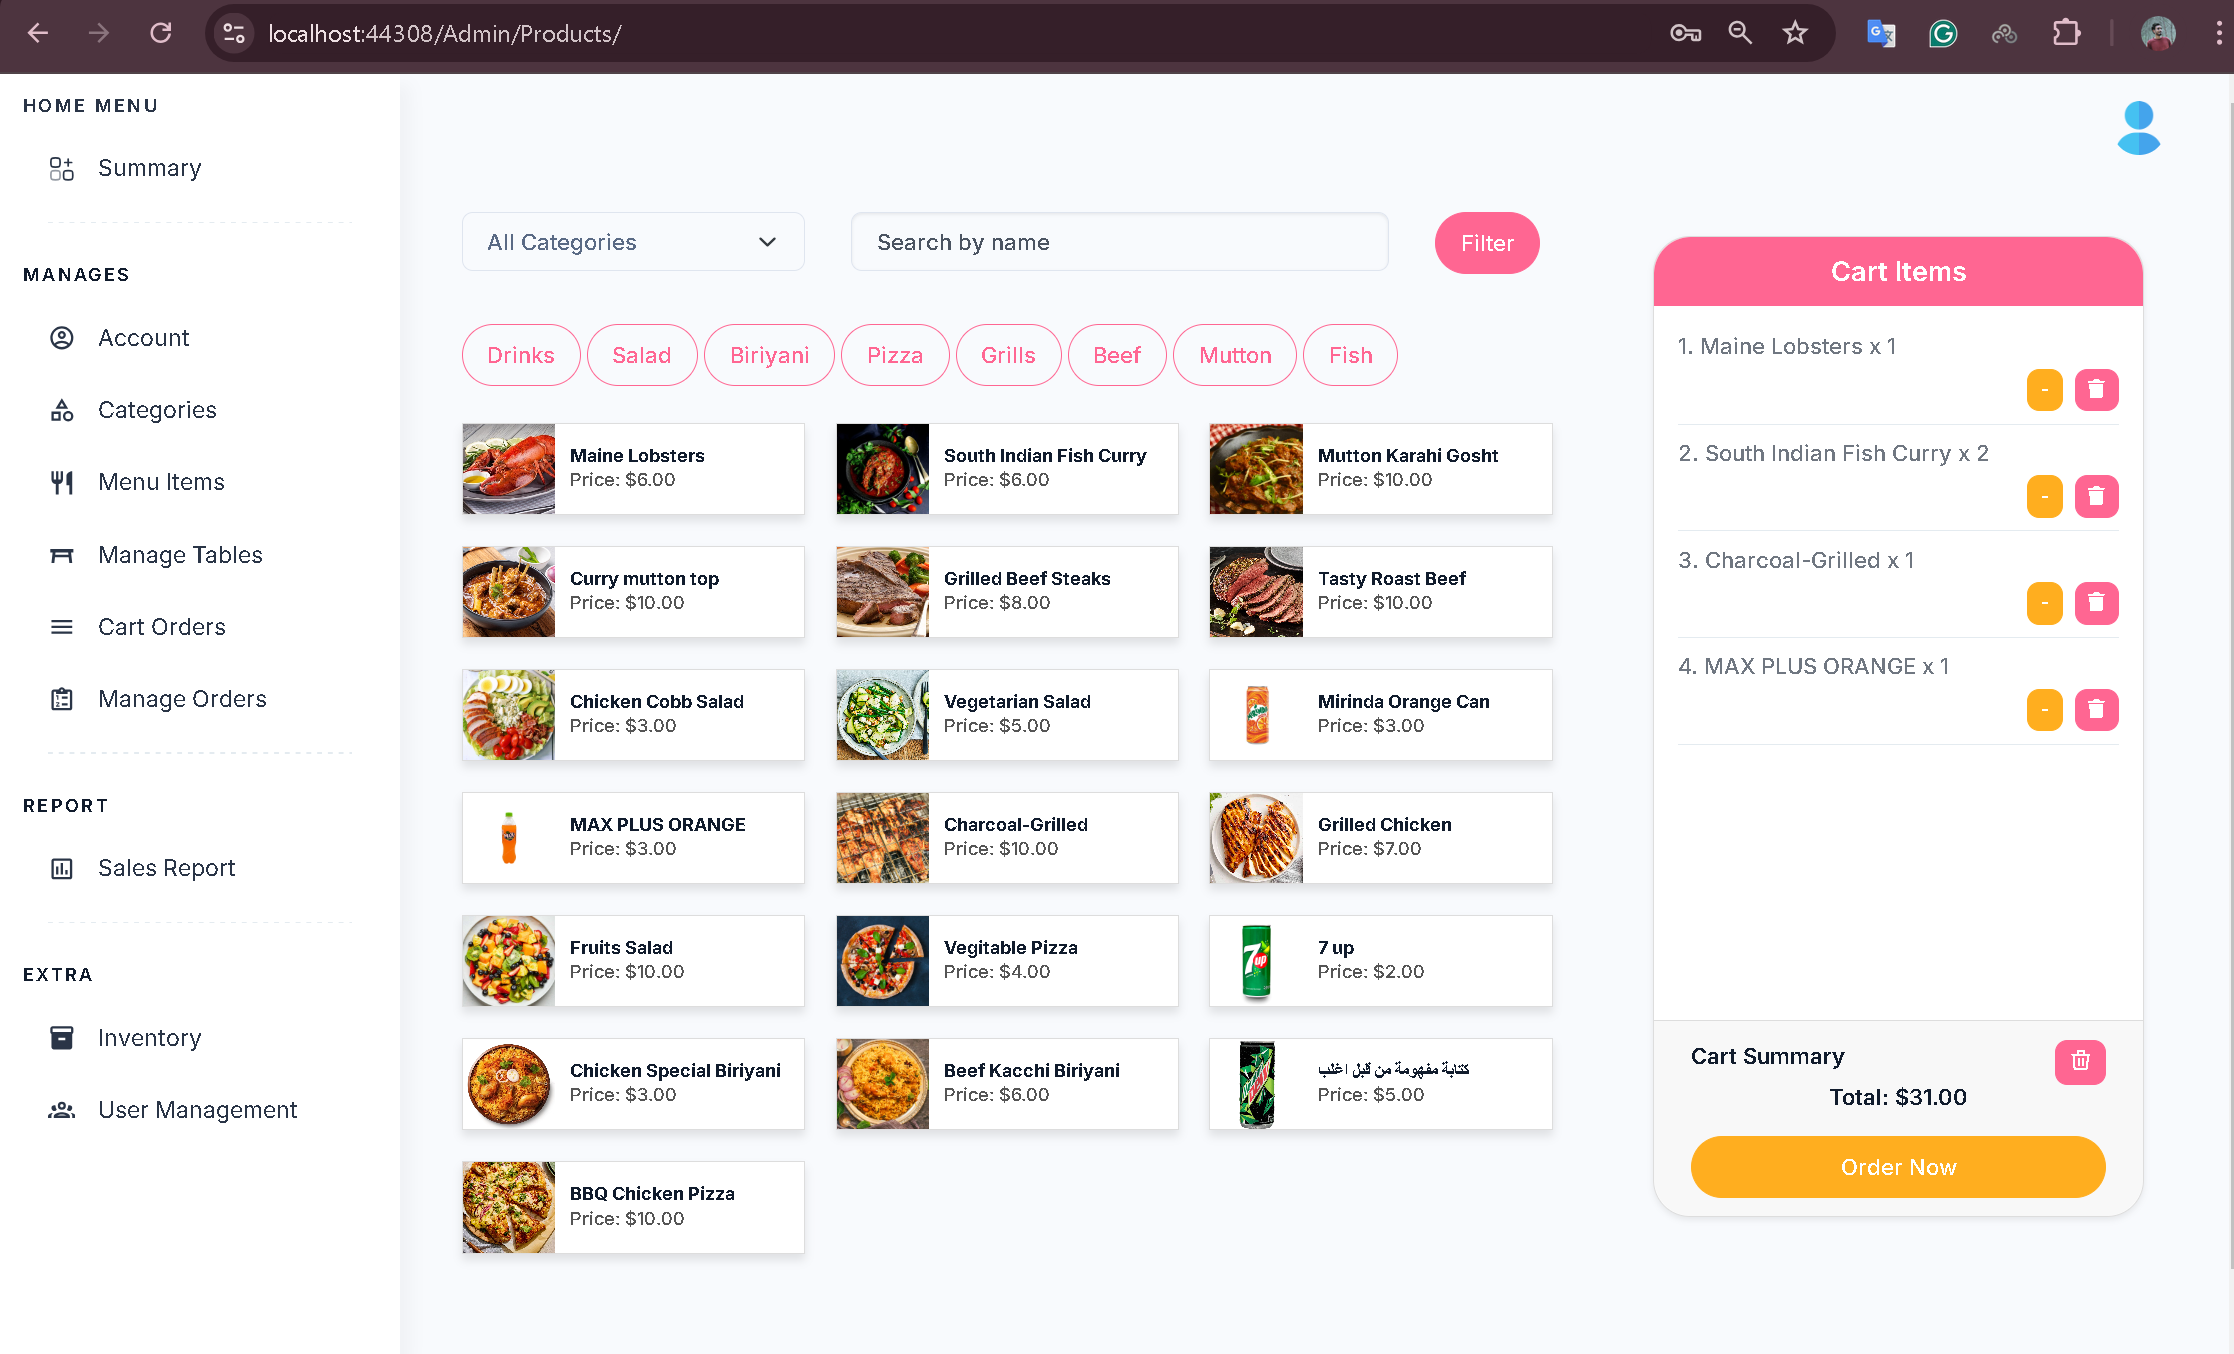 localhost:44308/Admin/Products/
HOME MENU
Summary
MANAGES
Account
Categories
Menu Items
Manage Tables
Cart Orders
Manage Orders
REPORT
Sales Report
EXTRA
Inventory
User Management
All Categories
Search by name
Filter
Drinks
Salad
Biriyani
Pizza
Grills
Beef
Mutton
Fish
Maine Lobsters
Price: $6.00
South Indian Fish Curry
Price: $6.00
Mutton Karahi Gosht
Price: $10.00
Curry mutton top
Price: $10.00
Grilled Beef Steaks
Price: $8.00
Tasty Roast Beef
Price: $10.00
Chicken Cobb Salad
Price: $3.00
Vegetarian Salad
Price: $5.00
Mirinda Orange Can
Price: $3.00
MAX PLUS ORANGE
Price: $3.00
Charcoal-Grilled
Price: $10.00
Grilled Chicken
Price: $7.00
Fruits Salad
Price: $10.00
Vegitable Pizza
Price: $4.00
7up
7 up
Price: $2.00
Chicken Special Biriyani
Price: $3.00
Beef Kacchi Biriyani
Price: $6.00
كتابة مفهومة من قبل اغلب
Price: $5.00
BBQ Chicken Pizza
Price: $10.00
Cart Items
1. Maine Lobsters x 1
-
2. South Indian Fish Curry x 2
-
3. Charcoal-Grilled x 1
-
4. MAX PLUS ORANGE x 1
-
Cart Summary
Total: $31.00
Order Now